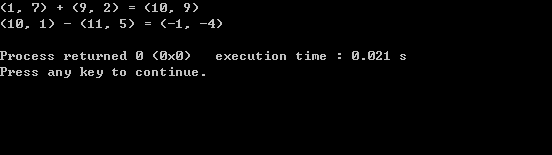 (1, 7) + (9, 2) = (10, 9)
(10, 1) - (11, 5) = (-1, -4)
Process returned 0 (0x0)   execution time : 0.021 s
Press any key to continue.